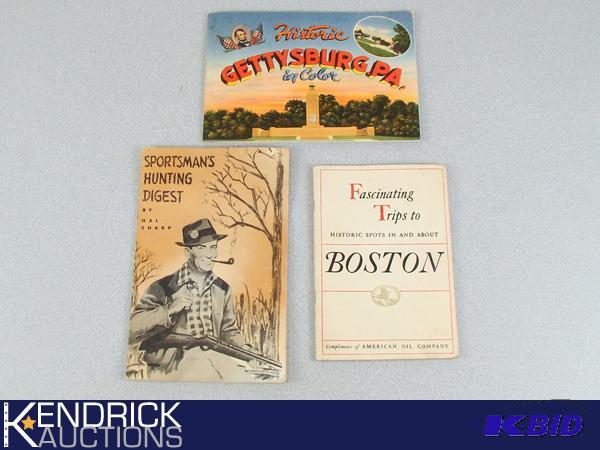 Historic
GETTYSBURG, PA.
in Color
SPORTSMAN'S
HUNTING
DIGEST
BY
HAL
SHARP
Fascinating
Trips to
HISTORIC SPOTS IN AND ABOUT
BOSTON
Compliments of AMERICAN OIL COMPANY
KENDRICK
AUCTIONS
K-BID